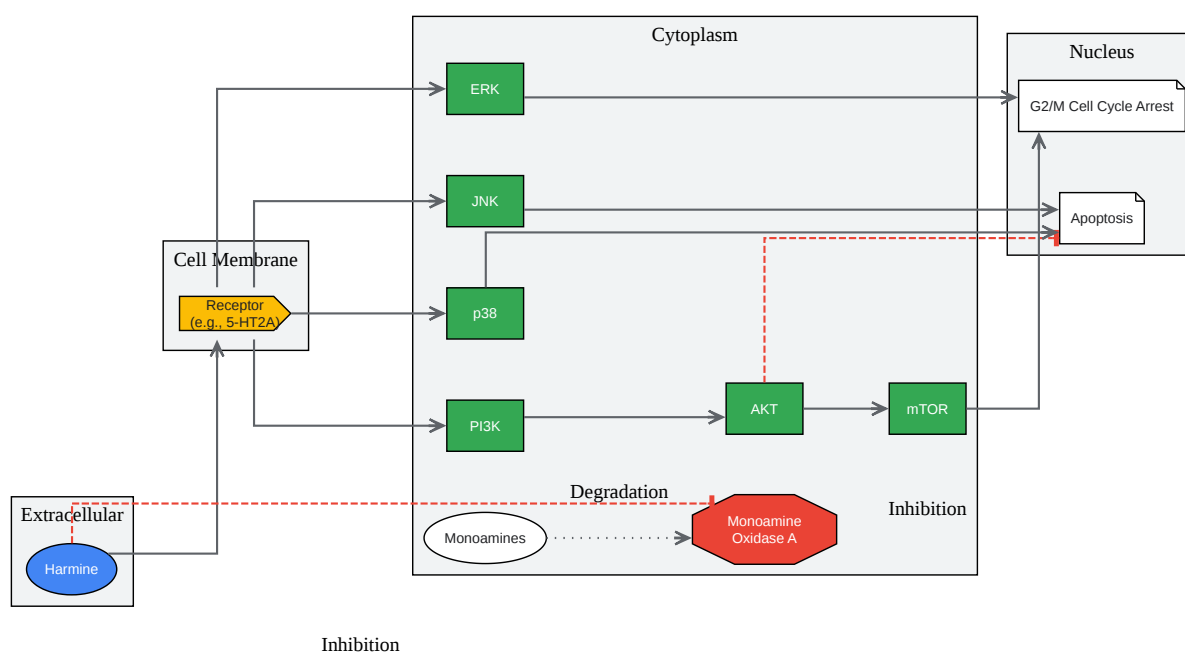 Cytoplasm
Nucleus
ERK
G2/M Cell Cycle Arrest
JNK
Apoptosis
Cell Membrane
Receptor
(e.g., 5-HT2A)
p38
AKT
mTOR
PI3K
Degradation
Inhibition
Extracellular
Monoamine
Oxidase A
Monoamines
Harmine
Inhibition